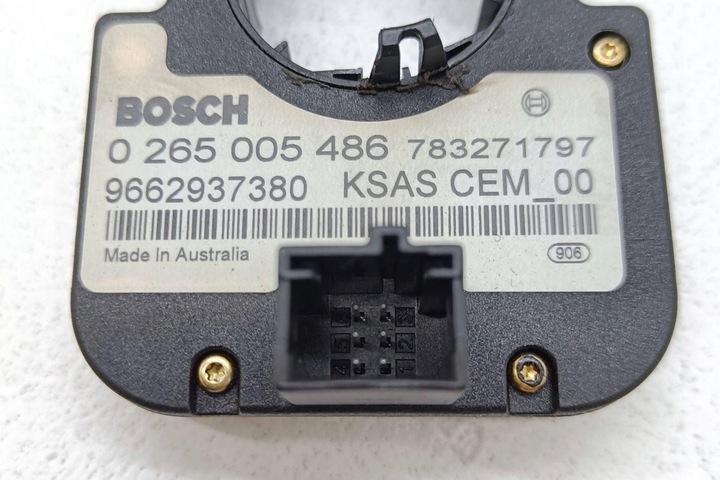 BOSCH
0 265 005 486 783271797
9662937380 KSAS CEM_00
Made In Australia 906